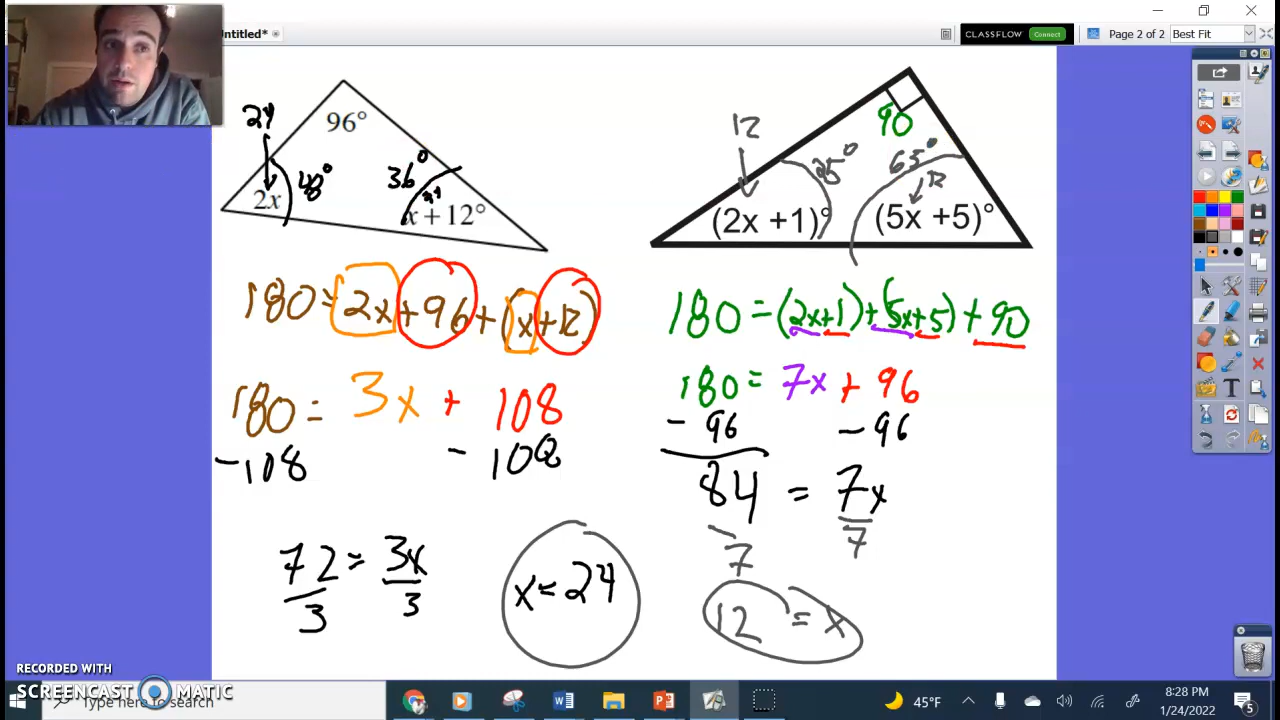 Untitled*
CLASSFLOW Connect
Page 2 of 2
Best Fit
24
96°
48°
36°
24
2x
x + 12°
180 = 2x + 96 + (x + 12)
180 = 3x + 108
-108 - 108
72 = 3x
3 3
x = 24
12
90
25°
65°
12
(2x + 1)°
(5x + 5)°
180 = (2x + 1) + (5x + 5) + 90
180 = 7x + 96
- 96 - 96
84 = 7x
7 7
12 = x
RECORDED WITH
SCREENCAST MATIC
Type here to search
45°F
8:28 PM
1/24/2022
5